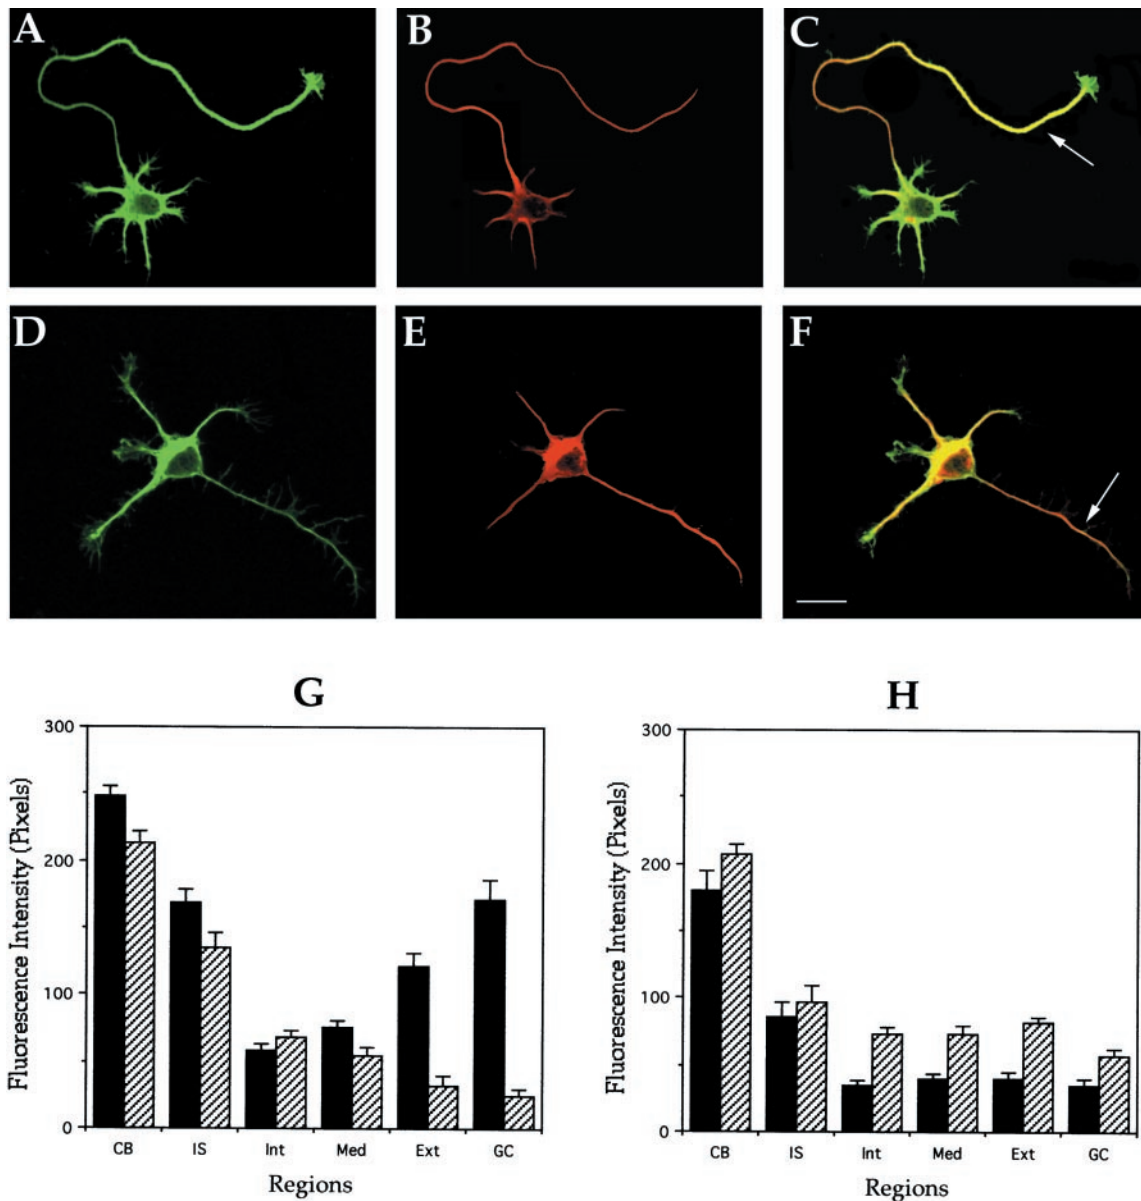 A
B
C
D
E
F
G
H
Fluorescence Intensity (Pixels)
300
200
100
0
CB IS Int Med Ext GC
Regions
Fluorescence Intensity (Pixels)
300
200
100
0
CB IS Int Med Ext GC
Regions